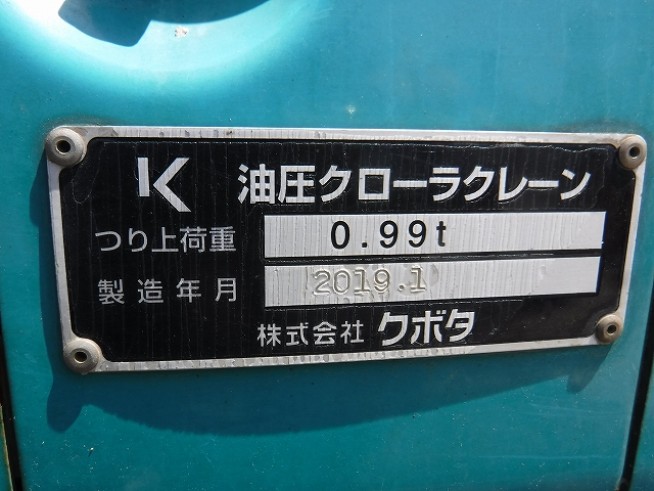 K 油圧クローラクレーン
つり上荷重 0.99t
製造年月 2019.1
株式会社 クボタ